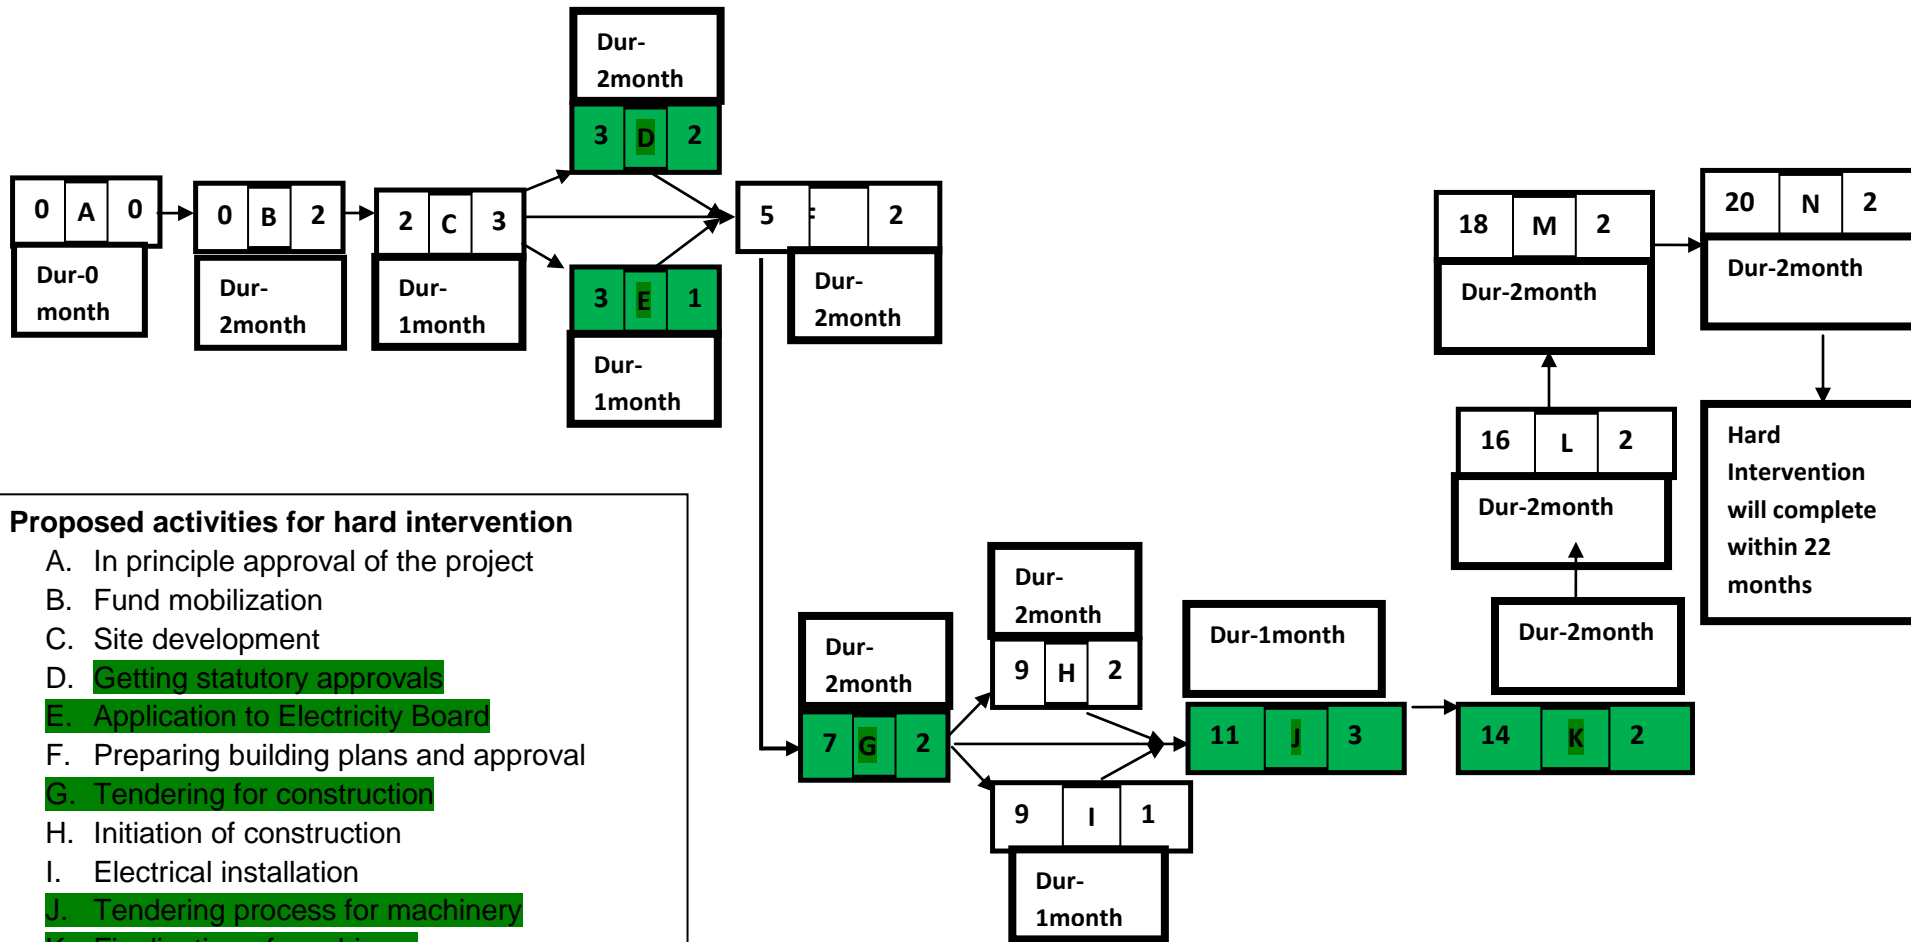 Dur-
2month
3 D 2
0 A 0
Dur-0
month
0 B 2
Dur-
2month
2 C 3
Dur-
1month
3 E 1
Dur-
1month
5 2
Dur-
2month
18 M 2
Dur-2month
20 N 2
Dur-2month
16 L 2
Dur-2month
Hard
Intervention
will complete
within 22
months
Proposed activities for hard intervention
A. In principle approval of the project
B. Fund mobilization
C. Site development
D. Getting statutory approvals
E. Application to Electricity Board
F. Preparing building plans and approval
G. Tendering for construction
H. Initiation of construction
I. Electrical installation
J. Tendering process for machinery
Dur-
2month
7 G 2
Dur-
2month
9 H 2
9 I 1
Dur-
1month
Dur-1month
11 J 3
Dur-2month
14 K 2